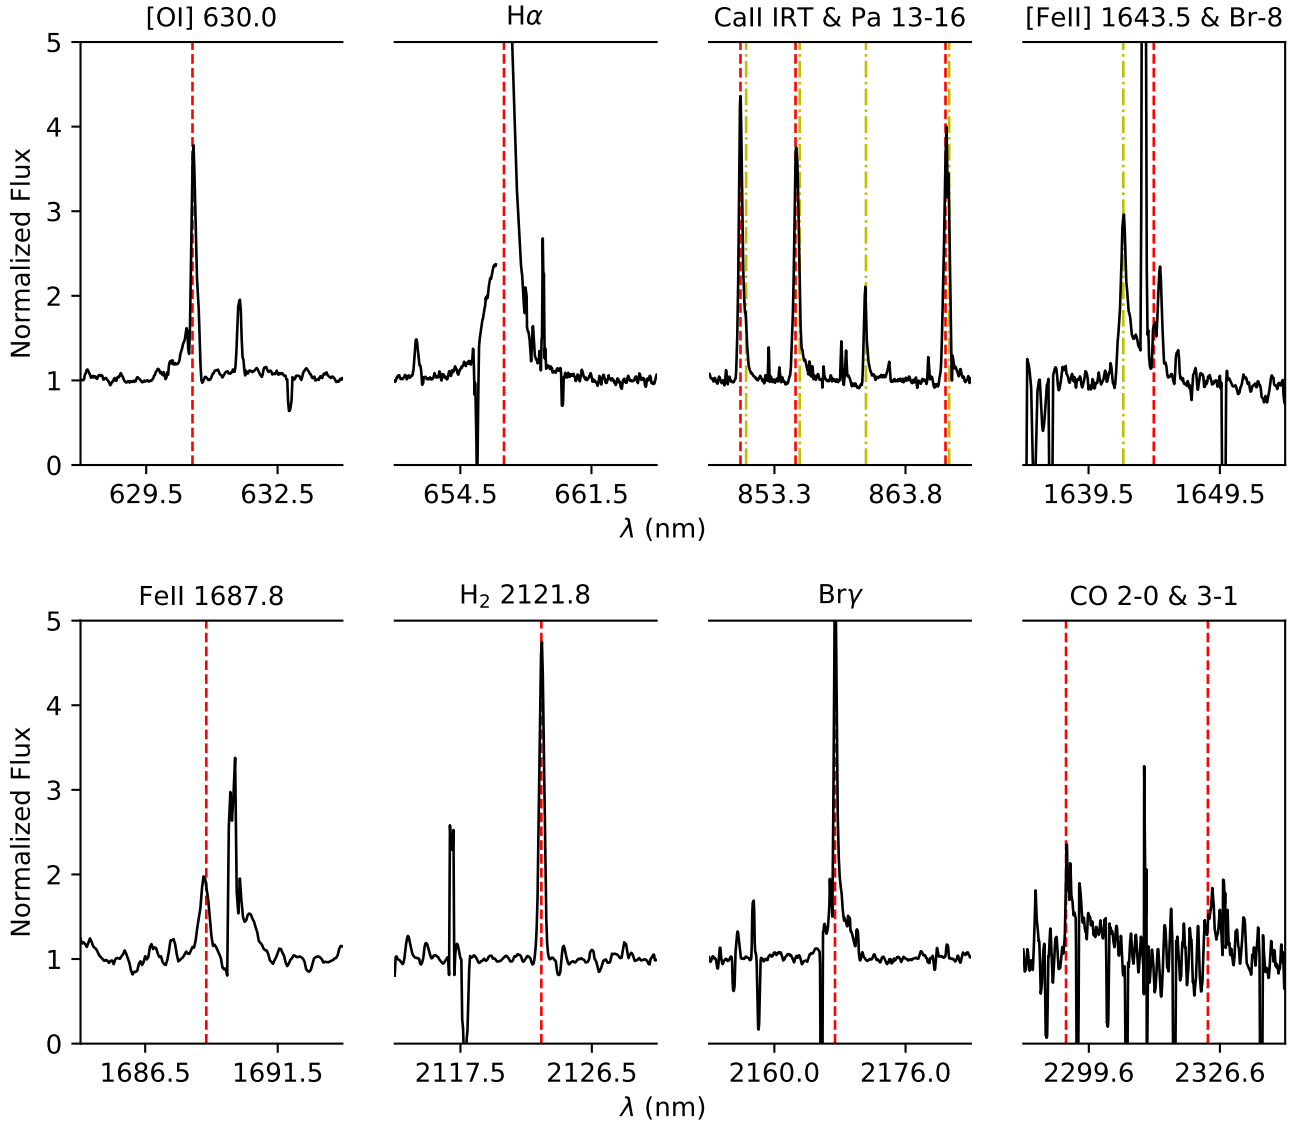 [OI] 630.0 Hα CaII IRT & Pa 13-16 [FeII] 1643.5 & Br-8
5
4
3
2
1
0
Normalized Flux
629.5 632.5 654.5 661.5 853.3 863.8 1639.5 1649.5
λ (nm)
FeII 1687.8 H₂ 2121.8 Brγ CO 2-0 & 3-1
5
4
3
2
1
0
Normalized Flux
1686.5 1691.5 2117.5 2126.5 2160.0 2176.0 2299.6 2326.6
λ (nm)